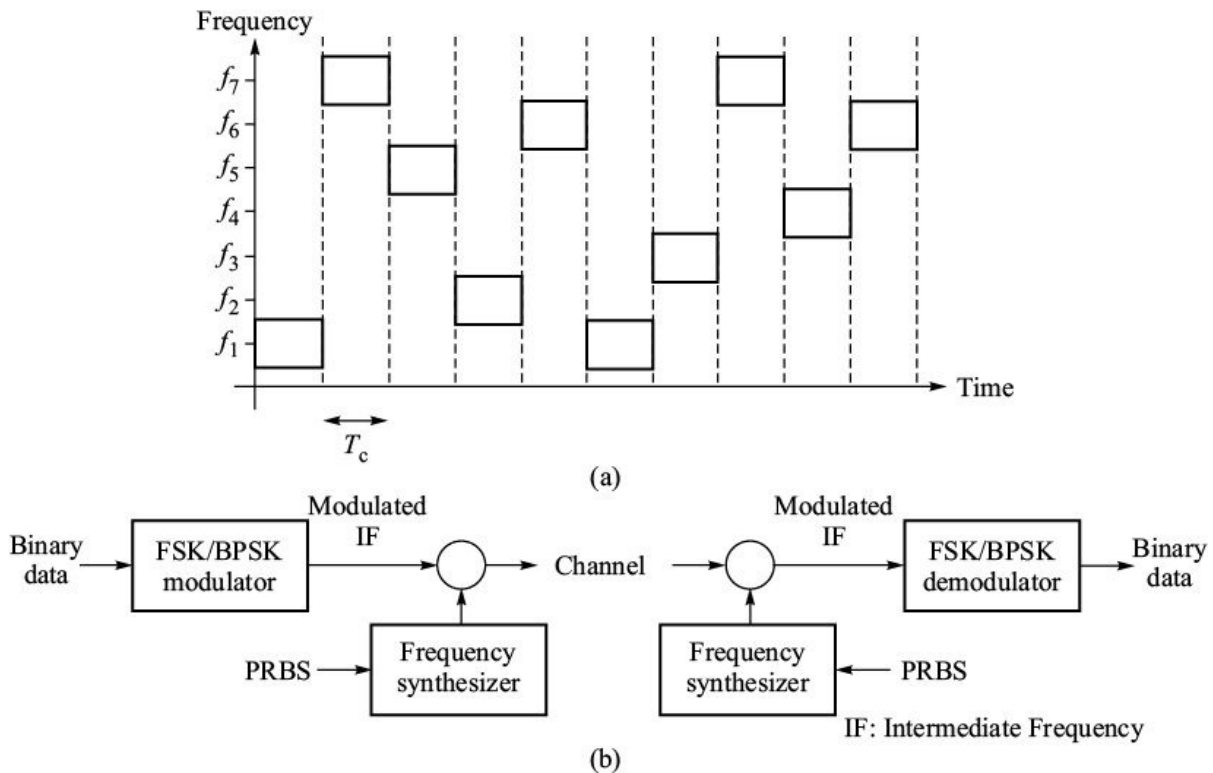 Frequency
f7
f6
f5
f4
f3
f2
f1
Time
Tc
(a)
Modulated
IF
Modulated
IF
Binary
data
FSK/BPSK
modulator
Channel
FSK/BPSK
demodulator
Binary
data
PRBS
Frequency
synthesizer
Frequency
synthesizer
PRBS
IF: Intermediate Frequency
(b)